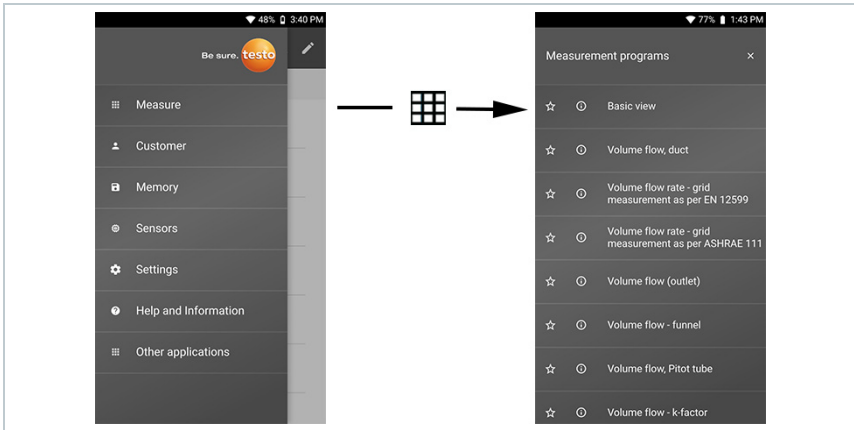 48% 3:40 PM
Be sure. testo
Measure
Customer
Memory
Sensors
Settings
Help and Information
Other applications
77% 1:43 PM
Measurement programs
Basic view
Volume flow, duct
Volume flow rate - grid
measurement as per EN 12599
Volume flow rate - grid
measurement as per ASHRAE 111
Volume flow (outlet)
Volume flow - funnel
Volume flow, Pitot tube
Volume flow - k-factor